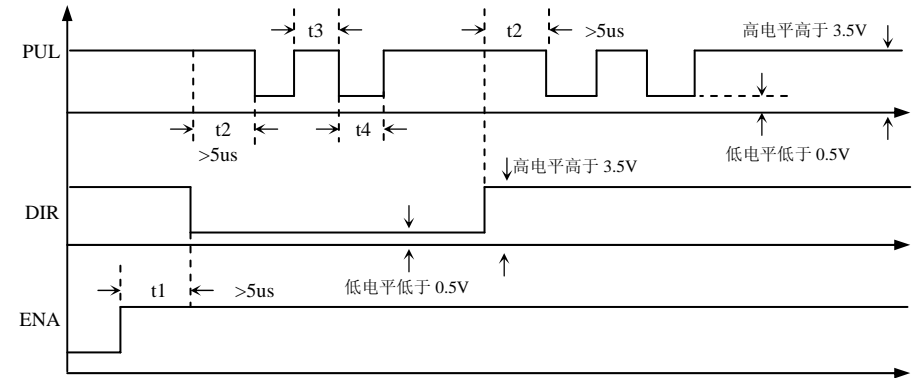 PUL
t3
t2
>5us
高电平高于 3.5V
t2
>5us
t4
低电平低于 0.5V
高电平高于 3.5V
DIR
低电平低于 0.5V
t1
>5us
ENA